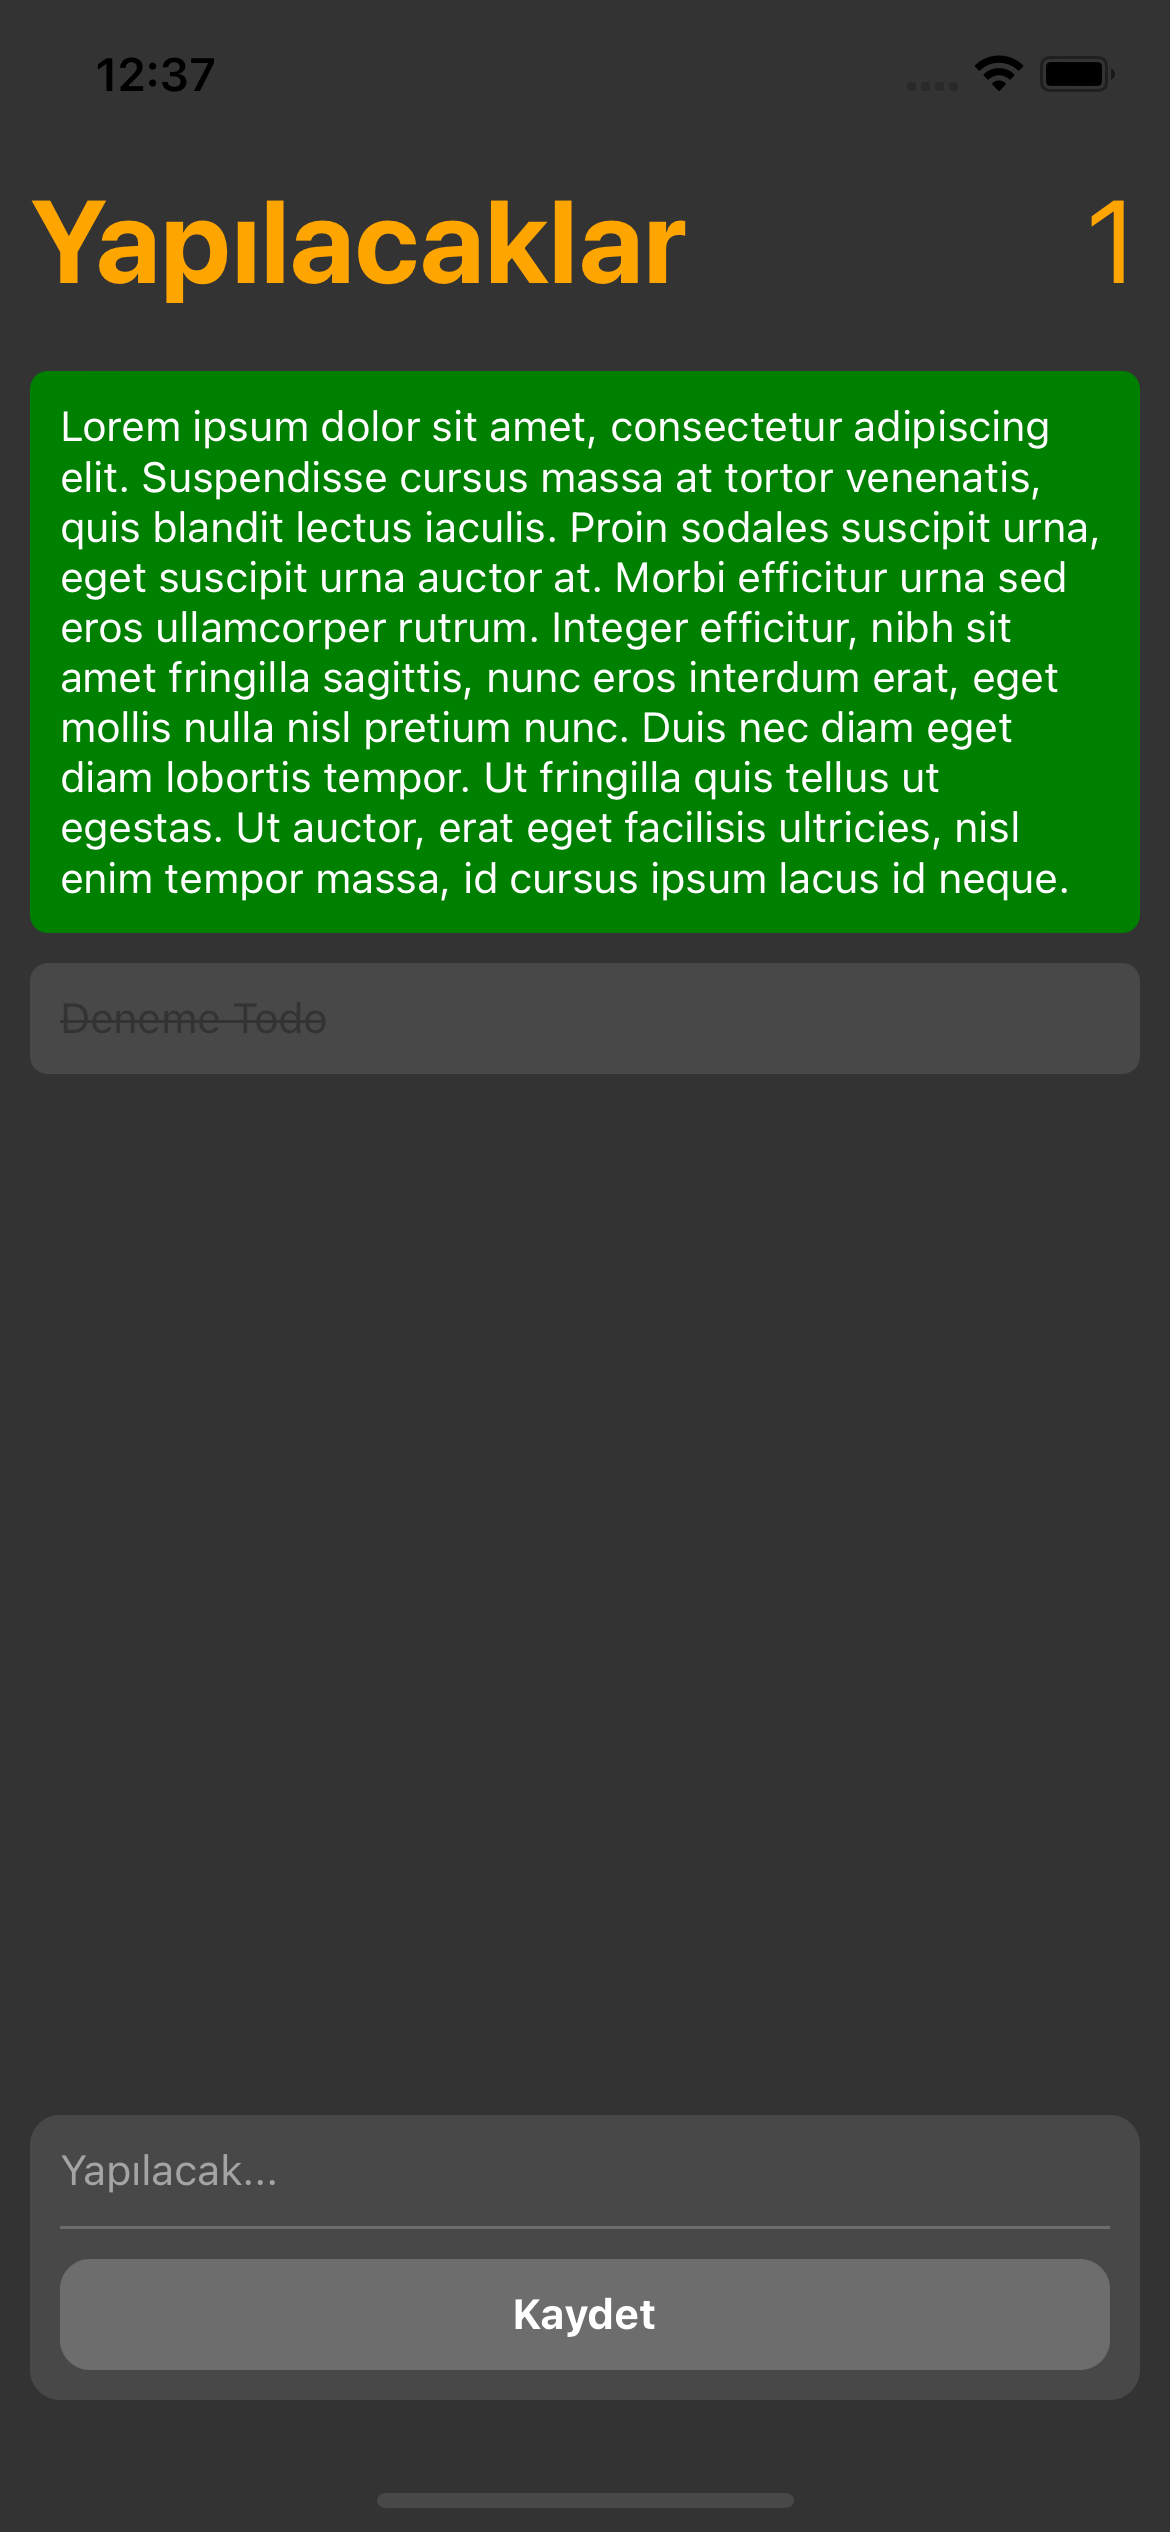 12:37
Yapılacaklar 1
Lorem ipsum dolor sit amet, consectetur adipiscing
elit. Suspendisse cursus massa at tortor venenatis,
quis blandit lectus iaculis. Proin sodales suscipit urna,
eget suscipit urna auctor at. Morbi efficitur urna sed
eros ullamcorper rutrum. Integer efficitur, nibh sit
amet fringilla sagittis, nunc eros interdum erat, eget
mollis nulla nisl pretium nunc. Duis nec diam eget
diam lobortis tempor. Ut fringilla quis tellus ut
egestas. Ut auctor, erat eget facilisis ultricies, nisl
enim tempor massa, id cursus ipsum lacus id neque.
Deneme Todo
Yapılacak...
Kaydet